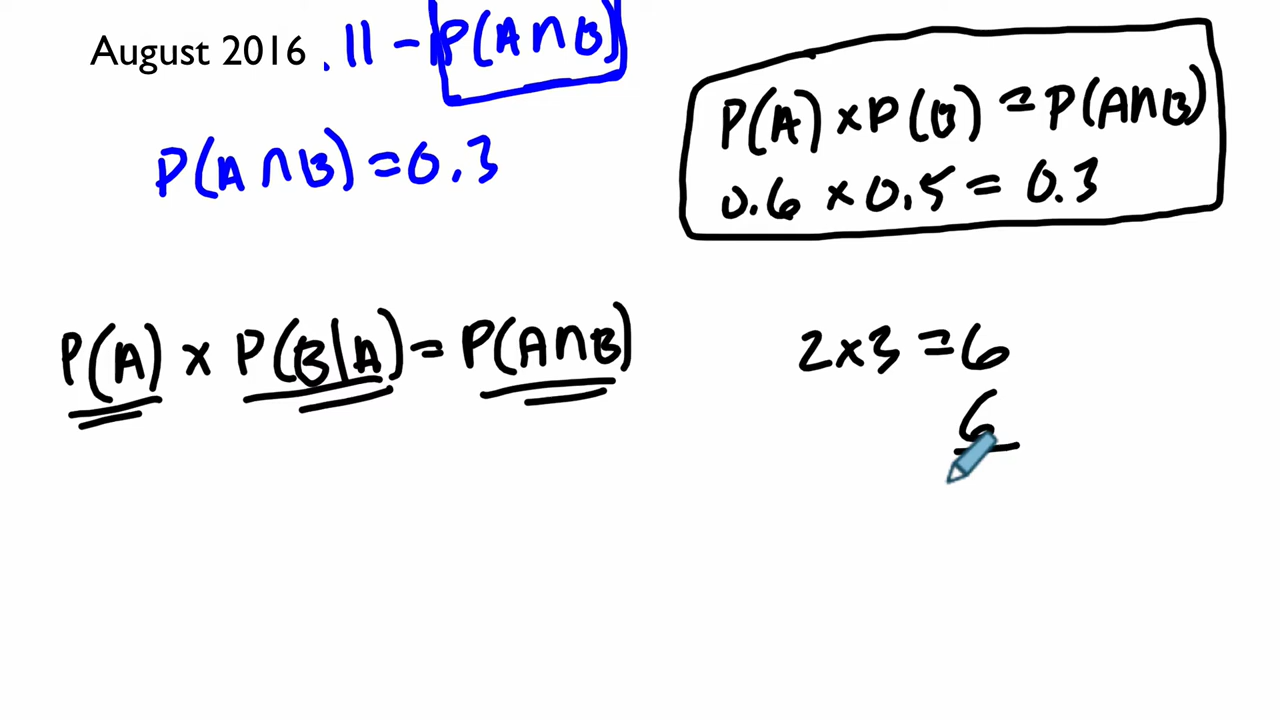 August 2016 .11 - P(A∩B)
P(A∩B) = 0.3
P(A) × P(B) = P(A∩B)
0.6 × 0.5 = 0.3
P(A) × P(B|A) = P(A∩B)
2×3 = 6
6